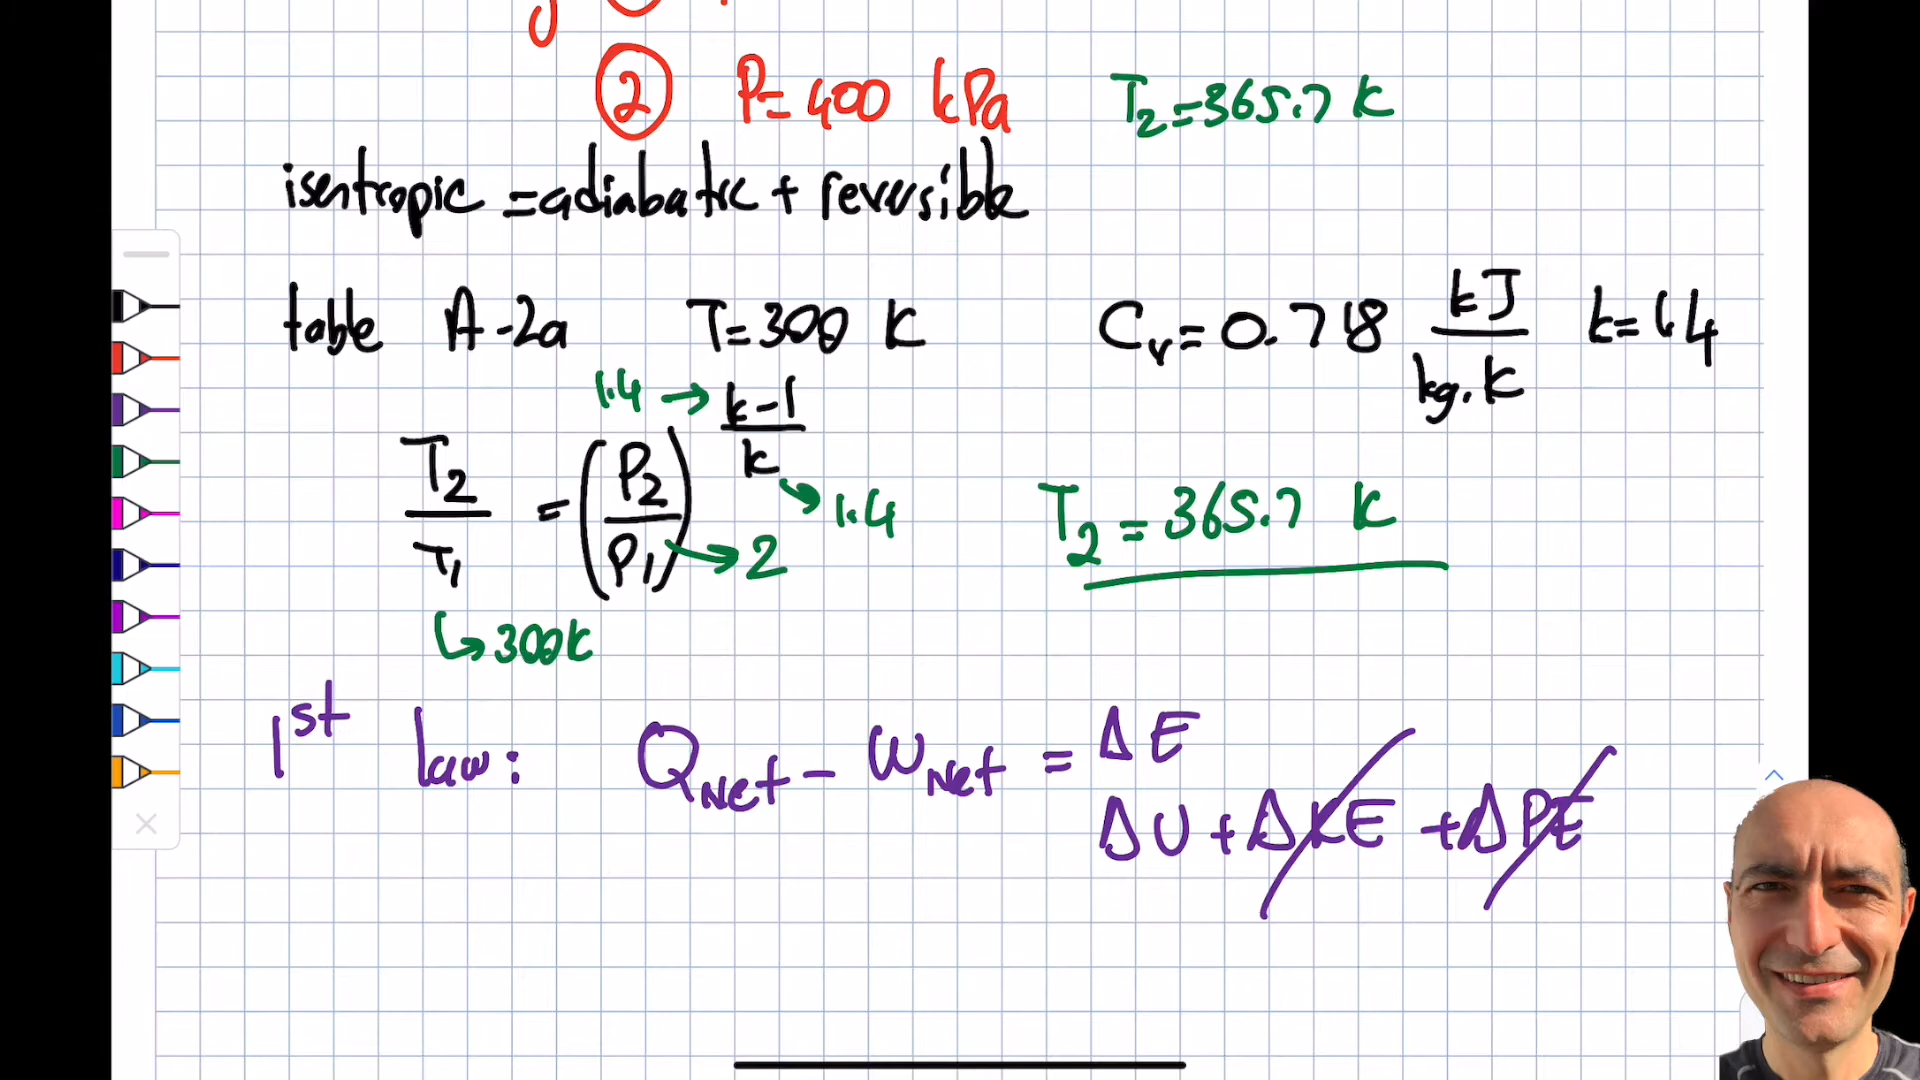 ② P=400 kPa T₂=365.7 K
isentropic = adiabatic + reversible
table A-2a T=300 K Cv=0.718 kJ/kg.K k=1.4
1.4 → k-1/k → 1.4
T₂/T₁ = (P₂/P₁) → 2 T₂=365.7 K
↳ 300K
1st law: QNet - WNet = ΔE
ΔU + ΔKE + ΔPE